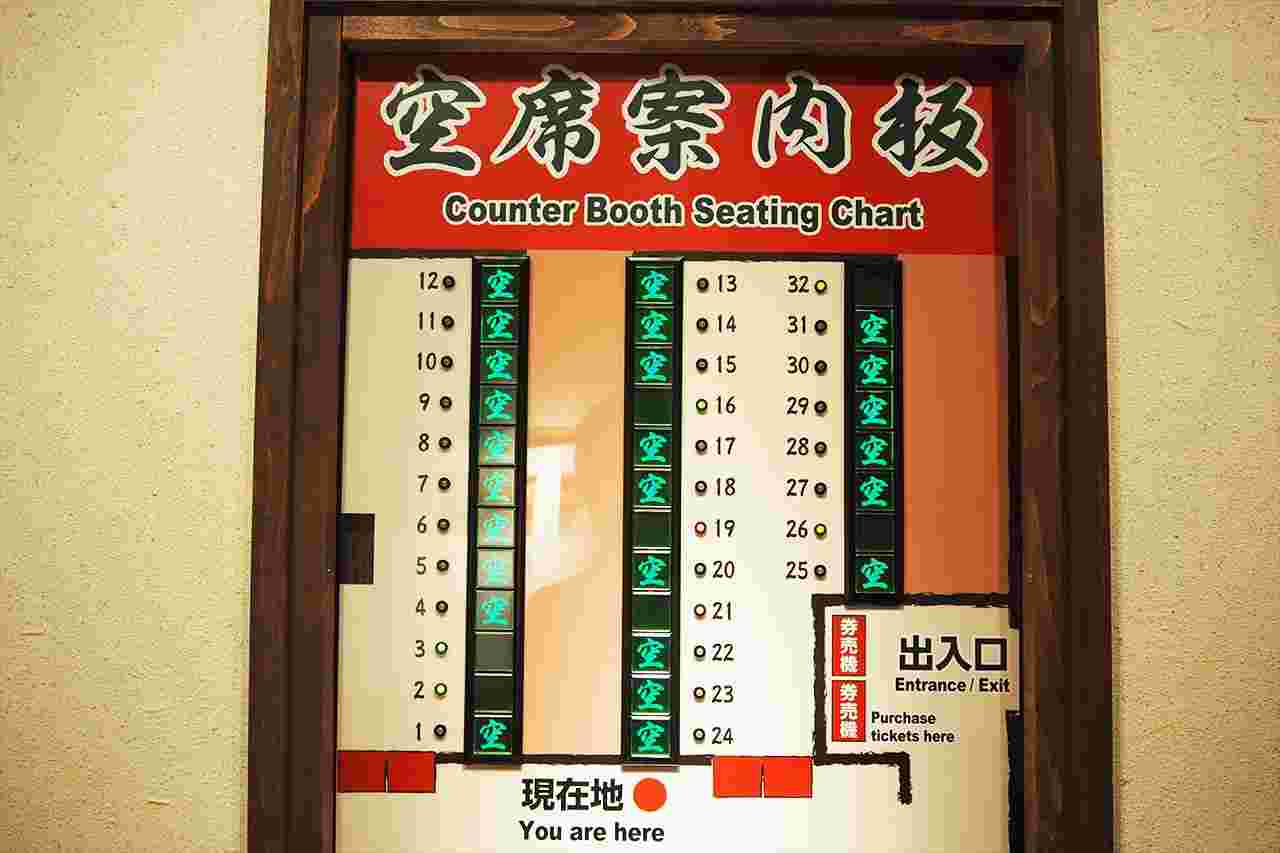 空席案内板
Counter Booth Seating Chart
12 空 空 13 32
11 空 空 14 31 空
10 空 空 15 30 空
9 空 16 29 空
8 空 空 17 28 空
7 空 空 18 27 空
6 空 19 26
5 空 空 20 25 空
4 空 21
3 空 22
2 空 23
1 空 空 24
券売機
券売機
出入口
Entrance / Exit
Purchase
tickets here
現在地
You are here